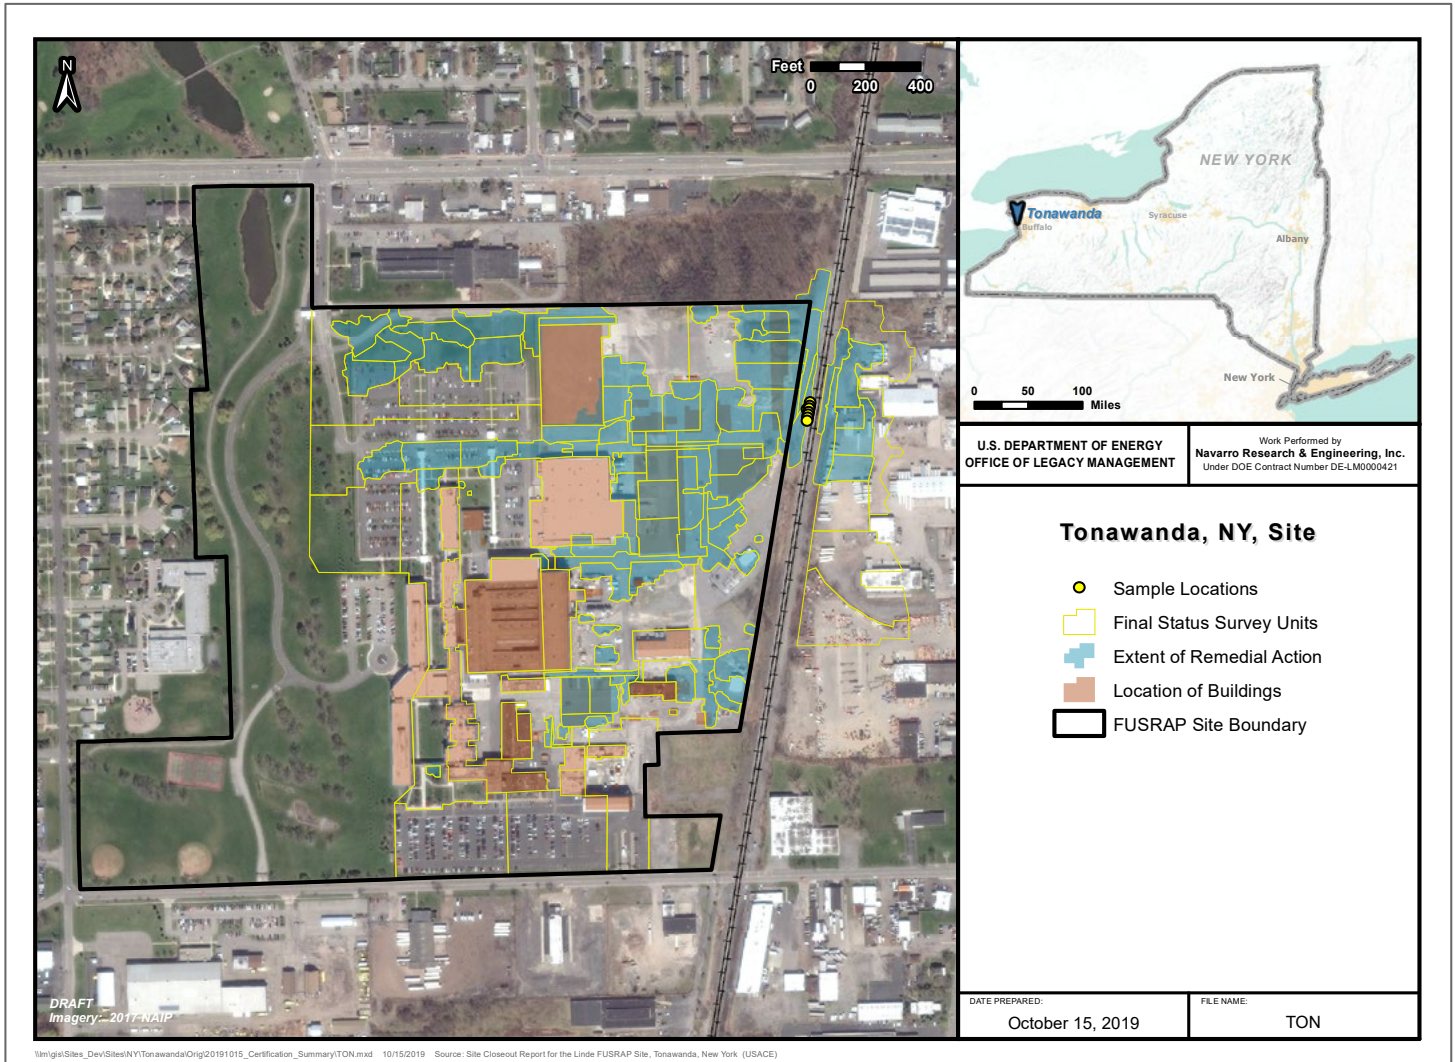 N
Feet
0 200 400
DRAFT
Imagery: 2017 NAIP
NEW YORK
Tonawanda
Buffalo
Syracuse
Albany
New York
0 50 100
Miles
U.S. DEPARTMENT OF ENERGY
OFFICE OF LEGACY MANAGEMENT
Work Performed by
Navarro Research & Engineering, Inc.
Under DOE Contract Number DE-LM0000421
Tonawanda, NY, Site
Sample Locations
Final Status Survey Units
Extent of Remedial Action
Location of Buildings
FUSRAP Site Boundary
DATE PREPARED:
October 15, 2019
FILE NAME:
TON
\\lm\gis\Sites_Dev\Sites\NY\Tonawanda\Orig\20191015_Certification_Summary\TON.mxd 10/15/2019 Source: Site Closeout Report for the Linde FUSRAP Site, Tonawanda, New York (USACE)